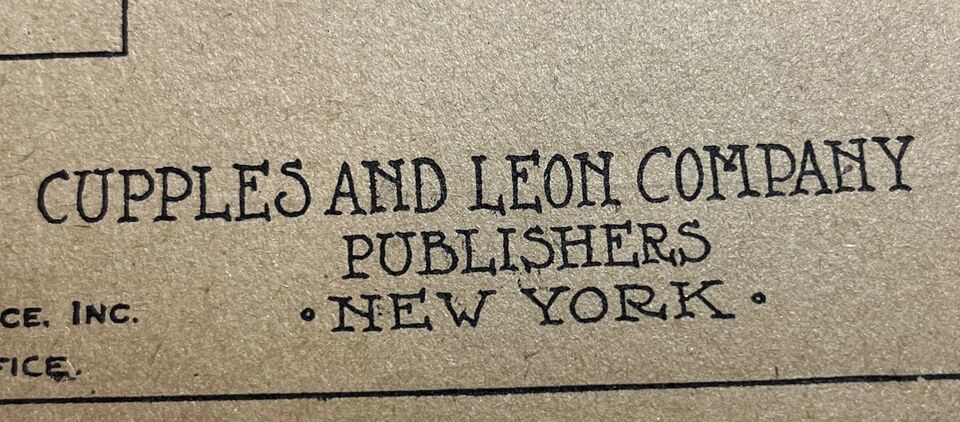 CUPPLES AND LEON COMPANY
PUBLISHERS
• NEW YORK •
CE, INC.
FICE.